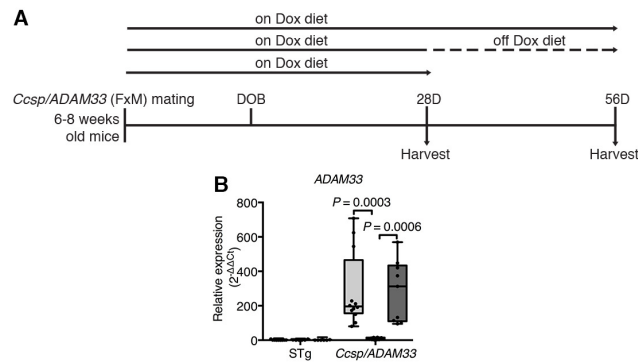 A
on Dox diet
on Dox diet
off Dox diet
on Dox diet
Ccsp/ADAM33 (FxM) mating
DOB
28D
56D
6-8 weeks
old mice
Harvest
Harvest
B
ADAM33
P = 0.0003
P = 0.0006
Relative expression
(2-ΔΔCt)
800
600
400
200
0
STg
Ccsp/ADAM33